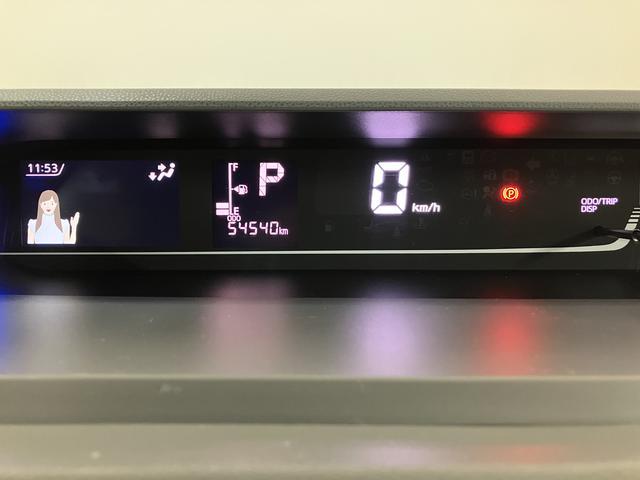 11:53
F
P
E
ODO
54540km
0 km/h
(P)
ODO/TRIP
DISP